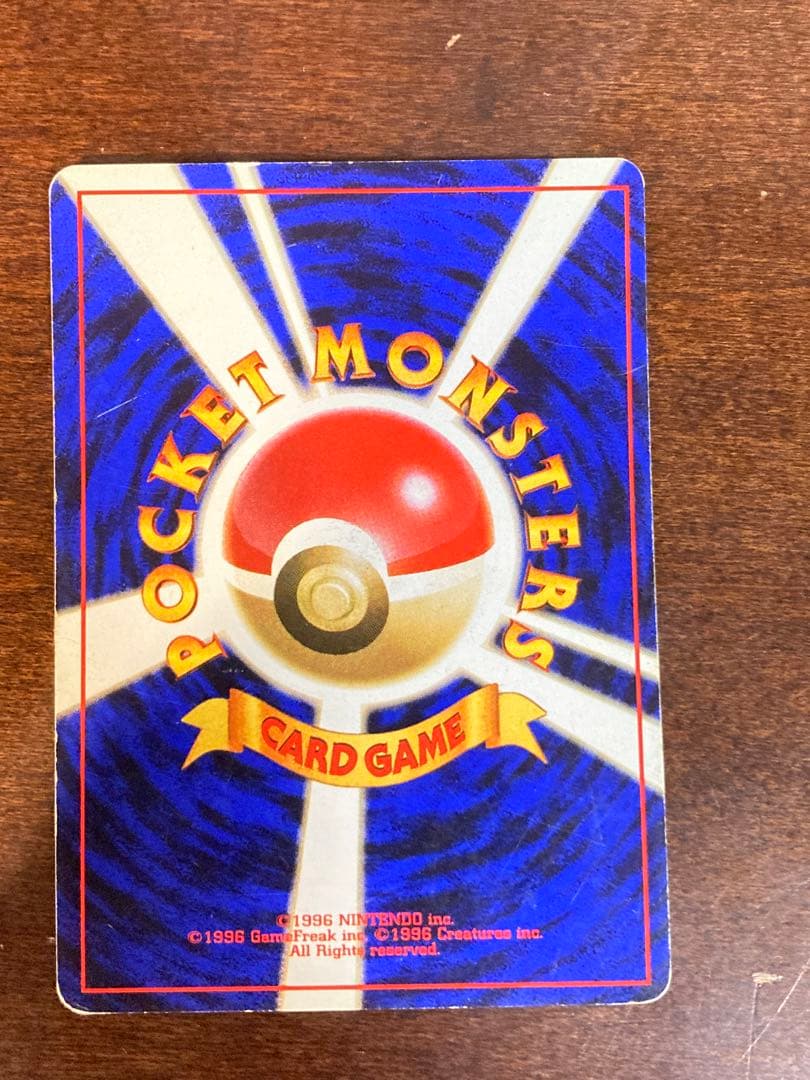 POCKET MONSTERS
CARD GAME
©1996 NINTENDO inc.
©1996 GameFreak inc. ©1996 Creatures inc.
All Rights reserved.